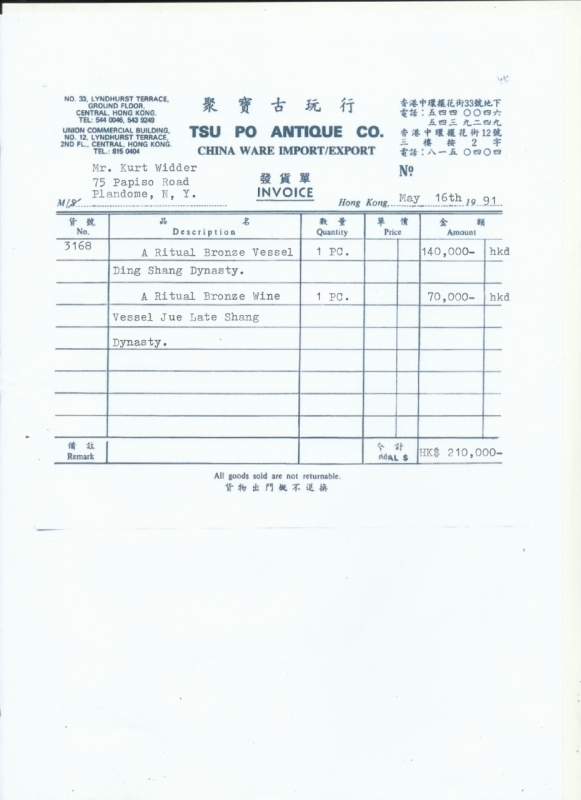 NO. 33, LYNDHURST TERRACE,
GROUND FLOOR,
CENTRAL, HONG KONG.
TEL: 544 0046, 543 9249
UNION COMMERCIAL BUILDING,
NO. 12, LYNDHURST TERRACE,
2ND FL., CENTRAL, HONG KONG.
TEL.: 815 0404
聚寶古玩行
TSU PO ANTIQUE CO.
CHINA WARE IMPORT/EXPORT
香港中環擺花街33號地下
電話：五四四〇〇四六
五四三九二四九
香港中環擺花街12號
三樓按2字
電話：八一五〇四〇四
Nº
發貨單
INVOICE
Mr. Kurt Widder
75 Papiso Road
Plandome, N, Y.
M/S
Hong Kong, May 16th 1991
貨號 品名 數量 單價 金額
No. Description Quantity Price Amount
3168 A Ritual Bronze Vessel 1 PC. 140,000- hkd
Ding Shang Dynasty.
A Ritual Bronze Wine 1 PC. 70,000- hkd
Vessel Jue Late Shang
Dynasty.
備註 合計
Remark AL $ HK$ 210,000-
All goods sold are not returnable.
貨物出門概不退換